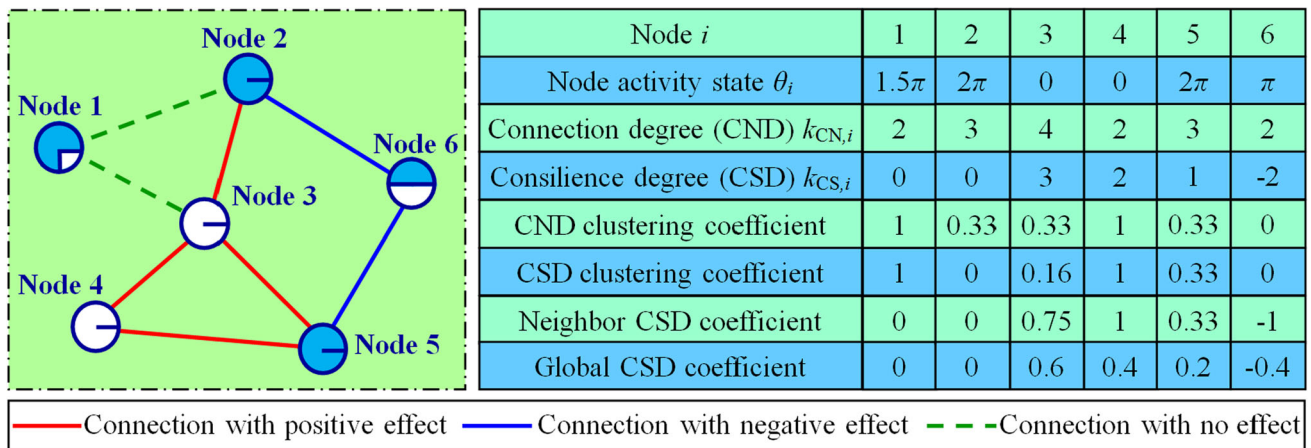 Node 2
Node 1
Node 6
Node 3
Node 4
Node 5
Node i 1 2 3 4 5 6
Node activity state θi 1.5π 2π 0 0 2π π
Connection degree (CND) kCN,i 2 3 4 2 3 2
Consilience degree (CSD) kCS,i 0 0 3 2 1 -2
CND clustering coefficient 1 0.33 0.33 1 0.33 0
CSD clustering coefficient 1 0 0.16 1 0.33 0
Neighbor CSD coefficient 0 0 0.75 1 0.33 -1
Global CSD coefficient 0 0 0.6 0.4 0.2 -0.4
Connection with positive effect Connection with negative effect Connection with no effect